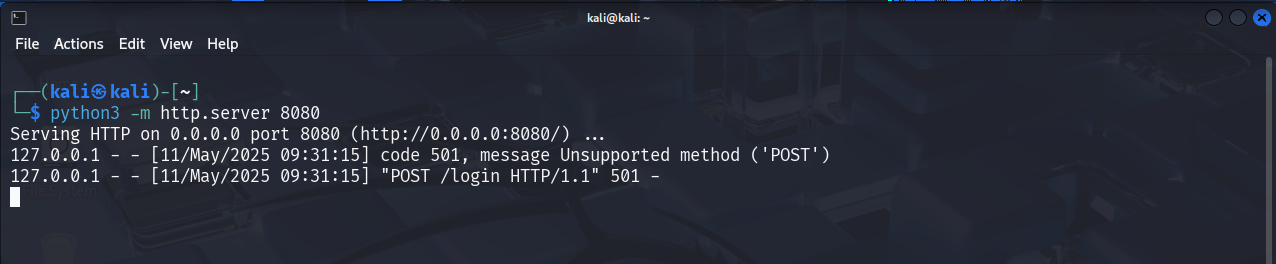 kali@kali: ~
File Actions Edit View Help
┌──(kali㉿kali)-[~]
└─$ python3 -m http.server 8080
Serving HTTP on 0.0.0.0 port 8080 (http://0.0.0.0:8080/) ...
127.0.0.1 - - [11/May/2025 09:31:15] code 501, message Unsupported method ('POST')
127.0.0.1 - - [11/May/2025 09:31:15] "POST /login HTTP/1.1" 501 -